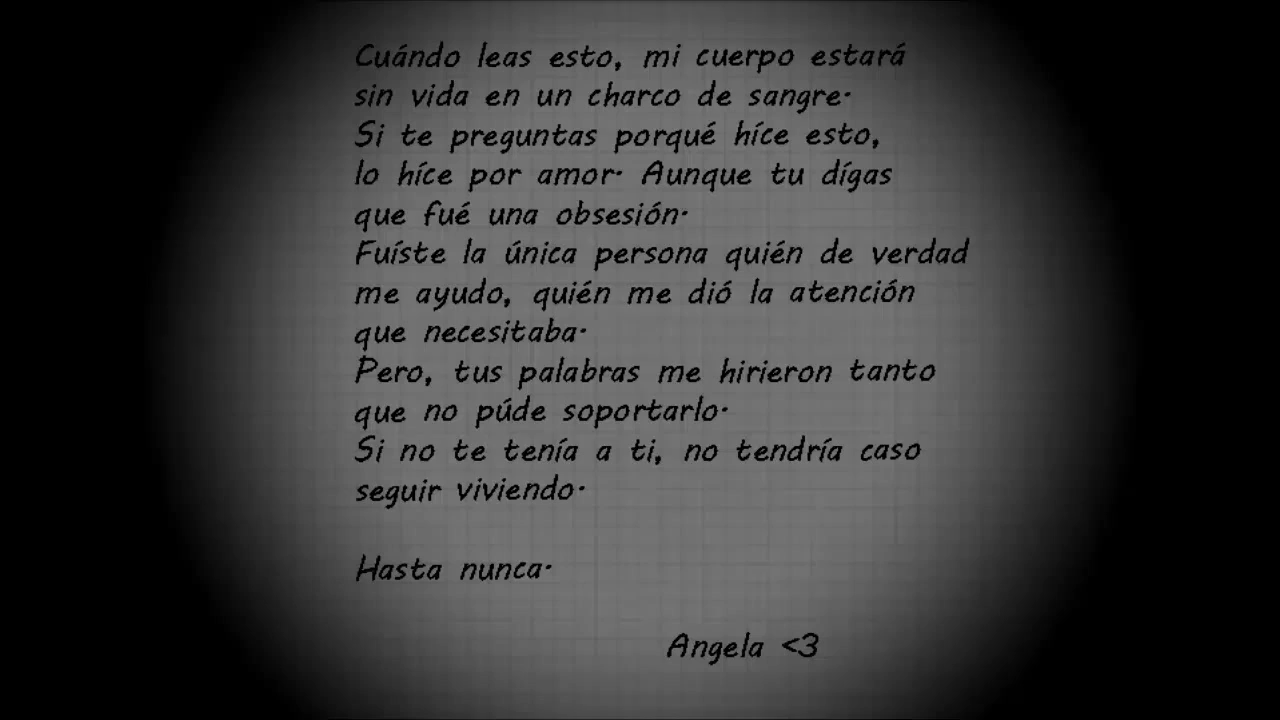 Cuándo leas esto, mi cuerpo estará
sin vida en un charco de sangre.
Si te preguntas porqué híce esto,
lo híce por amor. Aunque tu dígas
que fué una obsesión.
Fuíste la única persona quién de verdad
me ayudo, quién me dió la atención
que necesitaba.
Pero, tus palabras me hirieron tanto
que no púde soportarlo.
Si no te tenía a ti, no tendría caso
seguir viviendo.
Hasta nunca.
Angela <3